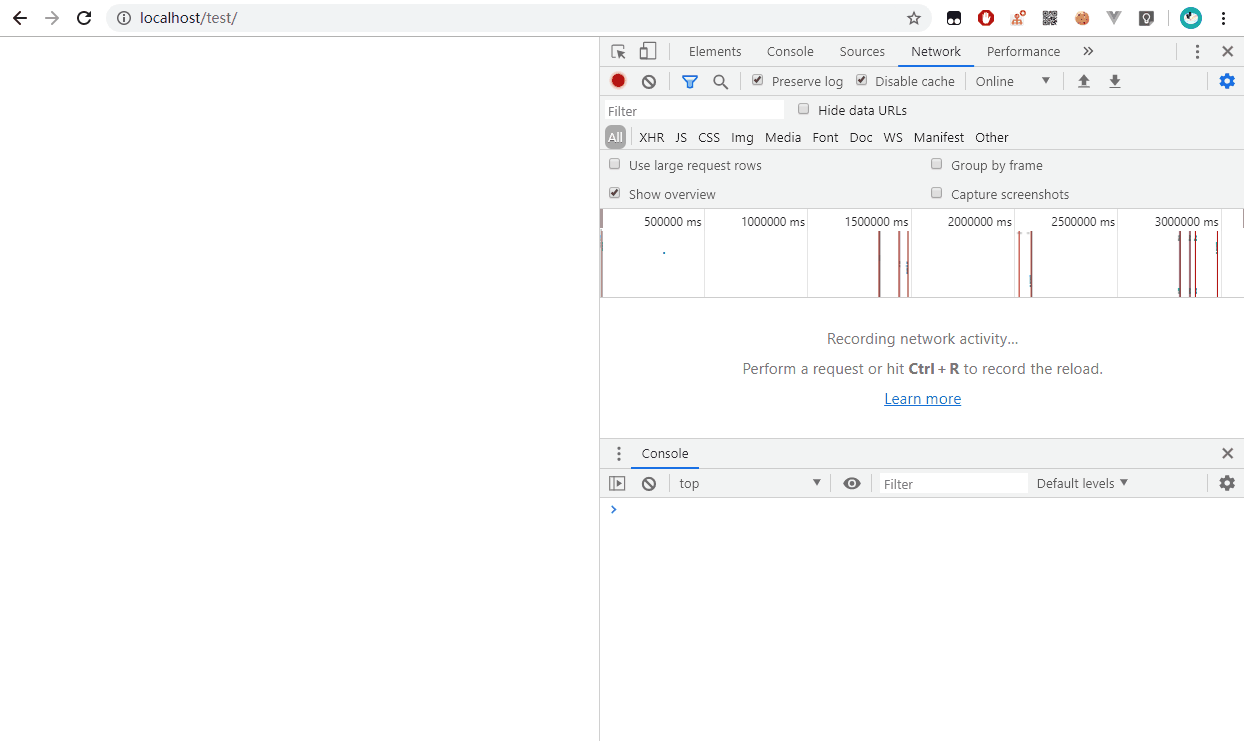 localhost/test/
Elements Console Sources Network Performance »
Preserve log Disable cache Online
Filter Hide data URLs
All XHR JS CSS Img Media Font Doc WS Manifest Other
Use large request rows Group by frame
Show overview Capture screenshots
500000 ms 1000000 ms 1500000 ms 2000000 ms 2500000 ms 3000000 ms
Recording network activity...
Perform a request or hit Ctrl + R to record the reload.
Learn more
Console
top Filter Default levels